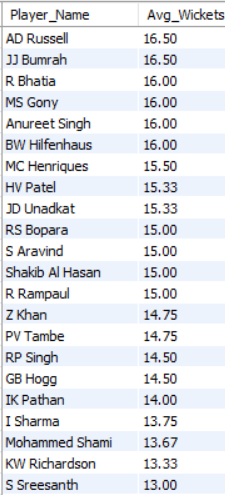 Player_Name Avg_Wickets
AD Russell 16.50
JJ Bumrah 16.50
R Bhatia 16.00
MS Gony 16.00
Anureet Singh 16.00
BW Hilfenhaus 16.00
MC Henriques 15.50
HV Patel 15.33
JD Unadkat 15.33
RS Bopara 15.00
S Aravind 15.00
Shakib Al Hasan 15.00
R Rampaul 15.00
Z Khan 14.75
PV Tambe 14.75
RP Singh 14.50
GB Hogg 14.50
IK Pathan 14.00
I Sharma 13.75
Mohammed Shami 13.67
KW Richardson 13.33
S Sreesanth 13.00